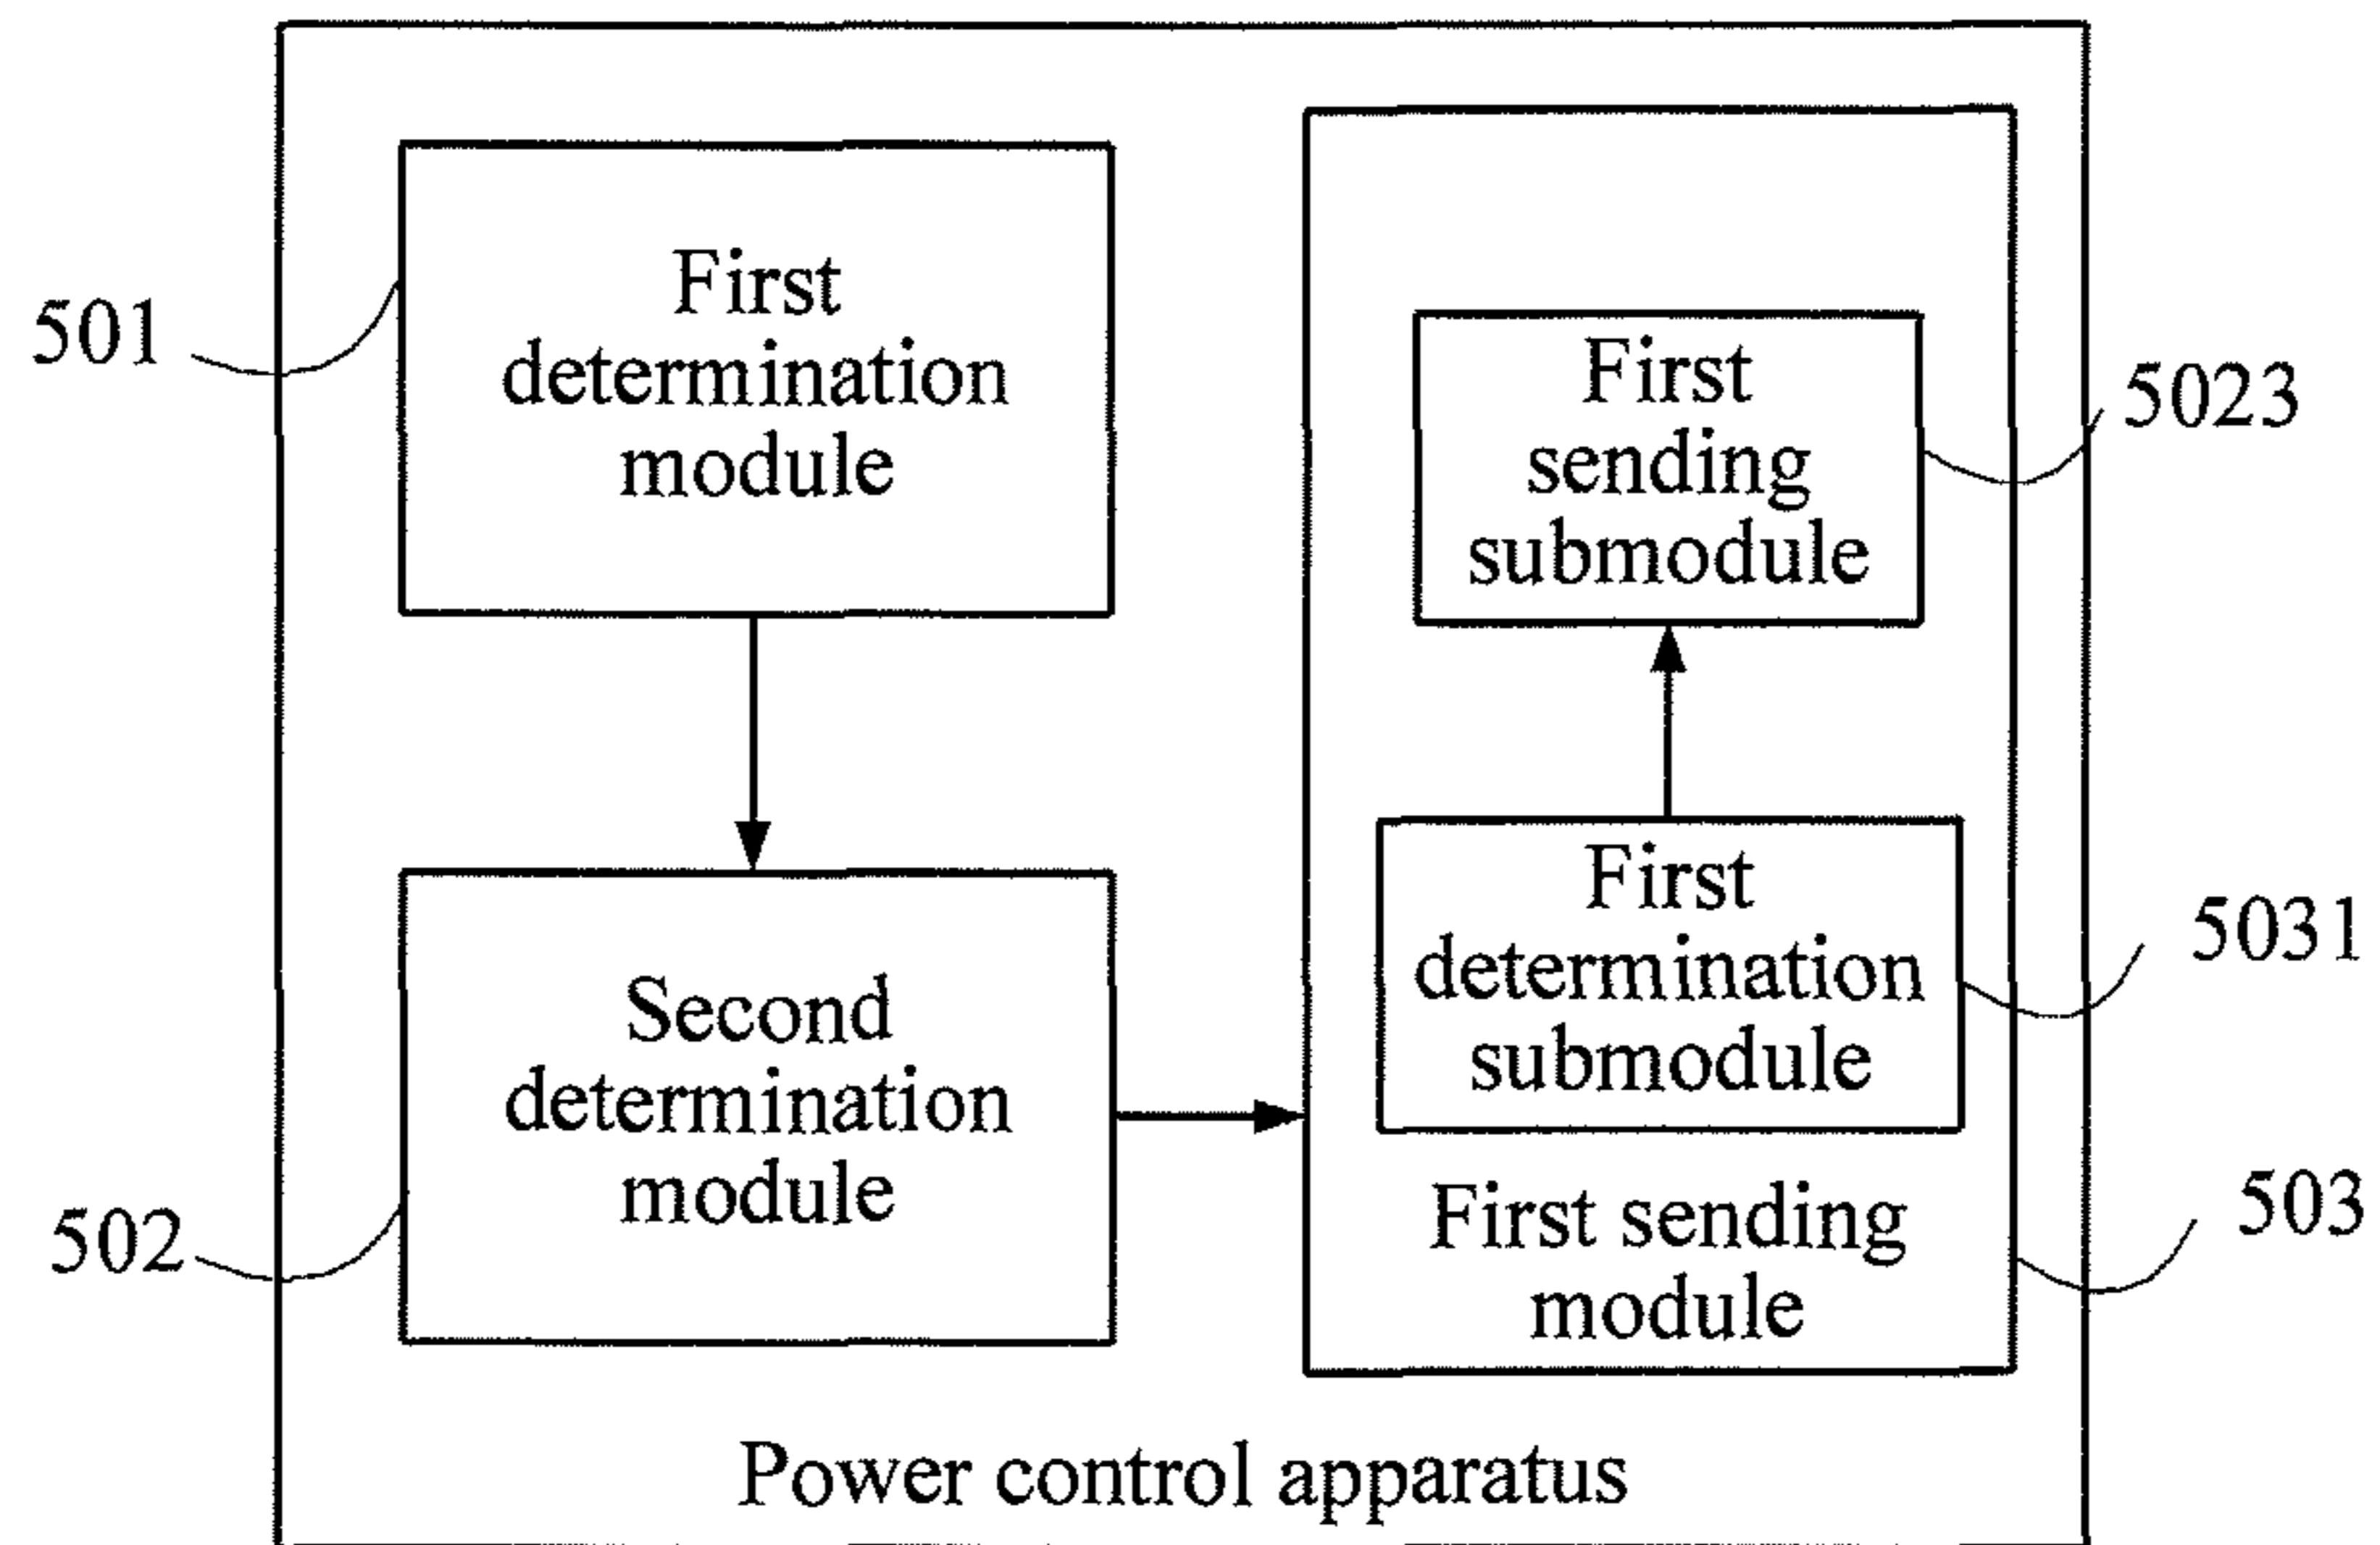 501
First
determination
module
502
Second
determination
module
First
sending
submodule
5023
First
determination
submodule
5031
First sending
module
503
Power control apparatus